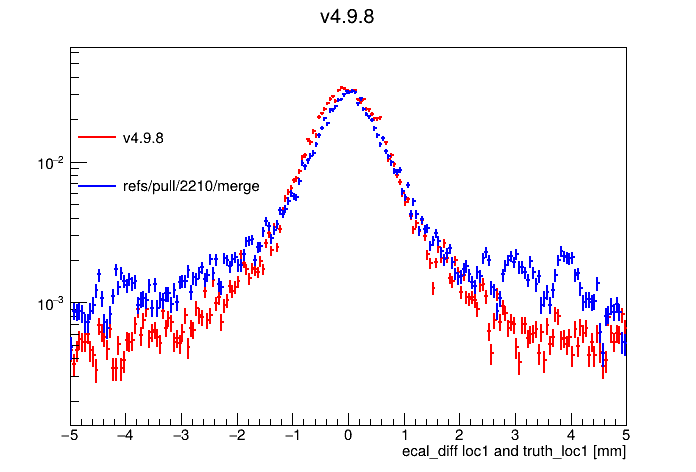 v4.9.8
v4.9.8
10⁻²
refs/pull/2210/merge
10⁻³
−5 −4 −3 −2 −1 0 1 2 3 4 5
ecal_diff loc1 and truth_loc1 [mm]